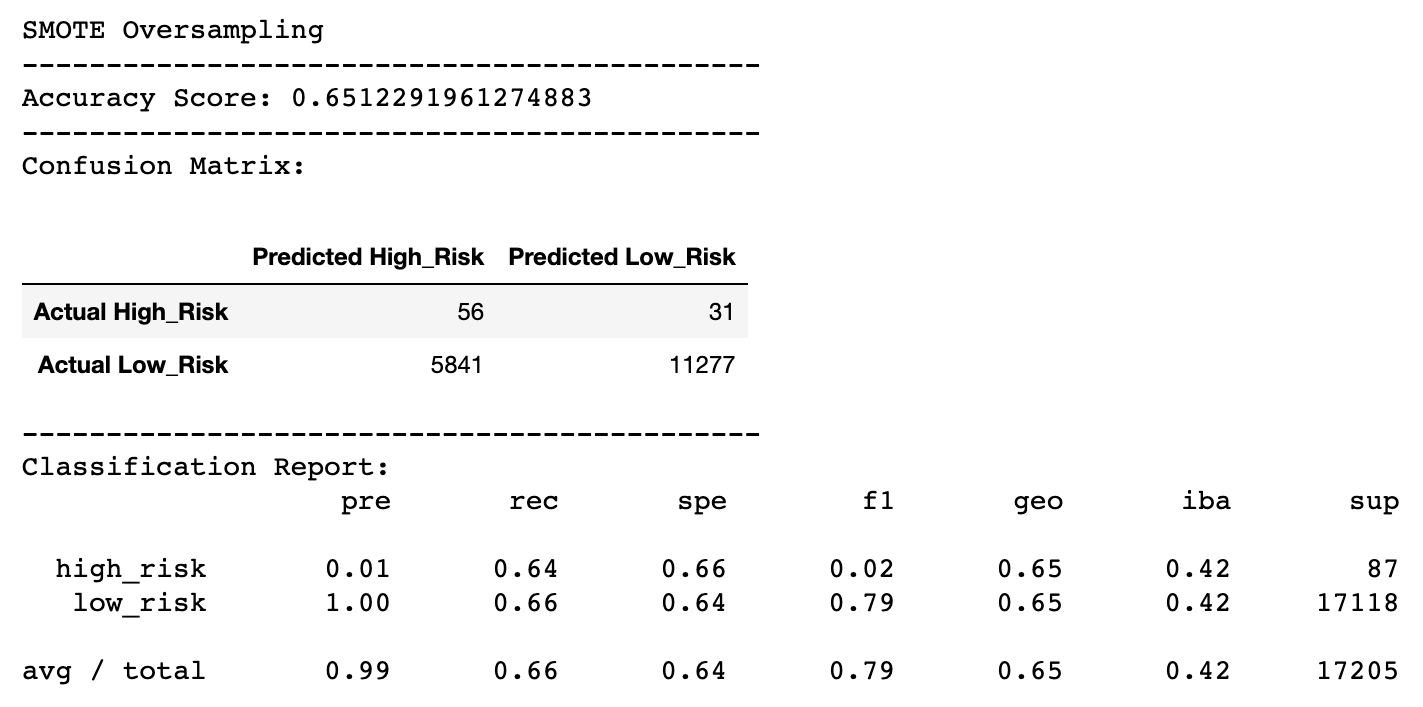 SMOTE Oversampling
--------------------------------------------
Accuracy Score: 0.6512291961274883
--------------------------------------------
Confusion Matrix:
Predicted High_Risk Predicted Low_Risk
Actual High_Risk 56 31
Actual Low_Risk 5841 11277
--------------------------------------------
Classification Report:
pre rec spe f1 geo iba sup
high_risk 0.01 0.64 0.66 0.02 0.65 0.42 87
low_risk 1.00 0.66 0.64 0.79 0.65 0.42 17118
avg / total 0.99 0.66 0.64 0.79 0.65 0.42 17205